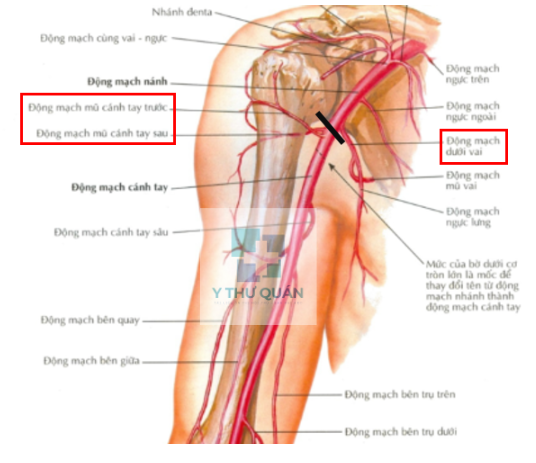 Nhánh denta
Động mạch cùng vai - ngực
Động mạch nánh
Động mạch mũ cánh tay trước
Động mạch mũ cánh tay sau
Động mạch cánh tay
Động mạch cánh tay sâu
Động mạch bên quay
Động mạch bên giữa
Động mạch
ngực trên
Động mạch
ngực ngoài
Động mạch
dưới vai
Động mạch
mũ vai
Động mạch
ngực lưng
Mức của bờ dưới cơ
tròn lớn là mốc để
thay đổi tên từ động
mạch nhánh thành
động mạch cánh tay
Động mạch bên trụ trên
Động mạch bên trụ dưới
Y THƯ QUÁN